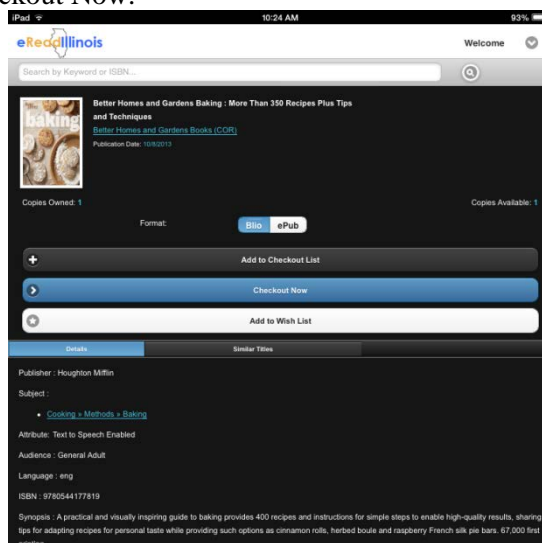 Checkout Now.
iPad 10:24 AM 93%
eReadIllinois Welcome
Search by Keyword or ISBN...
baking
Better Homes and Gardens Baking : More Than 350 Recipes Plus Tips
and Techniques
Better Homes and Gardens Books (COR)
Publication Date: 10/8/2013
Copies Owned: 1 Copies Available: 1
Format: Blio ePub
Add to Checkout List
Checkout Now
Add to Wish List
Details Similar Titles
Publisher : Houghton Mifflin
Subject :
• Cooking » Methods » Baking
Attribute: Text to Speech Enabled
Audience : General Adult
Language : eng
ISBN : 9780544177819
Synopsis : A practical and visually inspiring guide to baking provides 400 recipes and instructions for simple steps to enable high-quality results, sharing
tips for adapting recipes for personal taste while providing such options as cinnamon rolls, herbed boule and raspberry French silk pie bars. 67,000 first